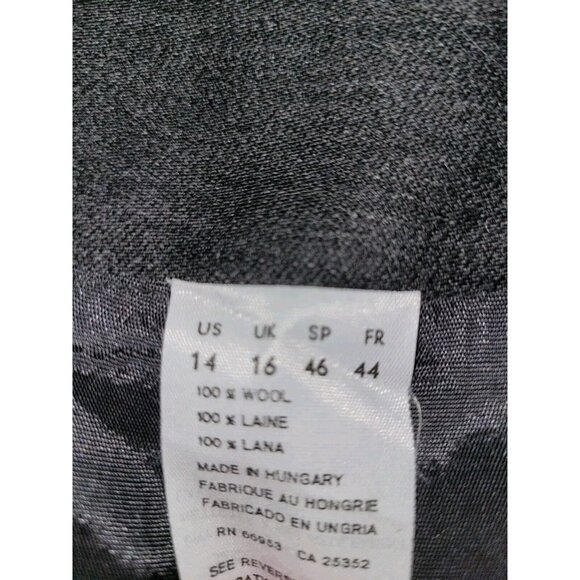 US UK SP FR
14 16 46 44
100 % WOOL
100 % LAINE
100 % LANA
MADE IN HUNGARY
FABRIQUE AU HONGRIE
FABRICADO EN UNGRIA
RN 66953 CA 25352
SEE